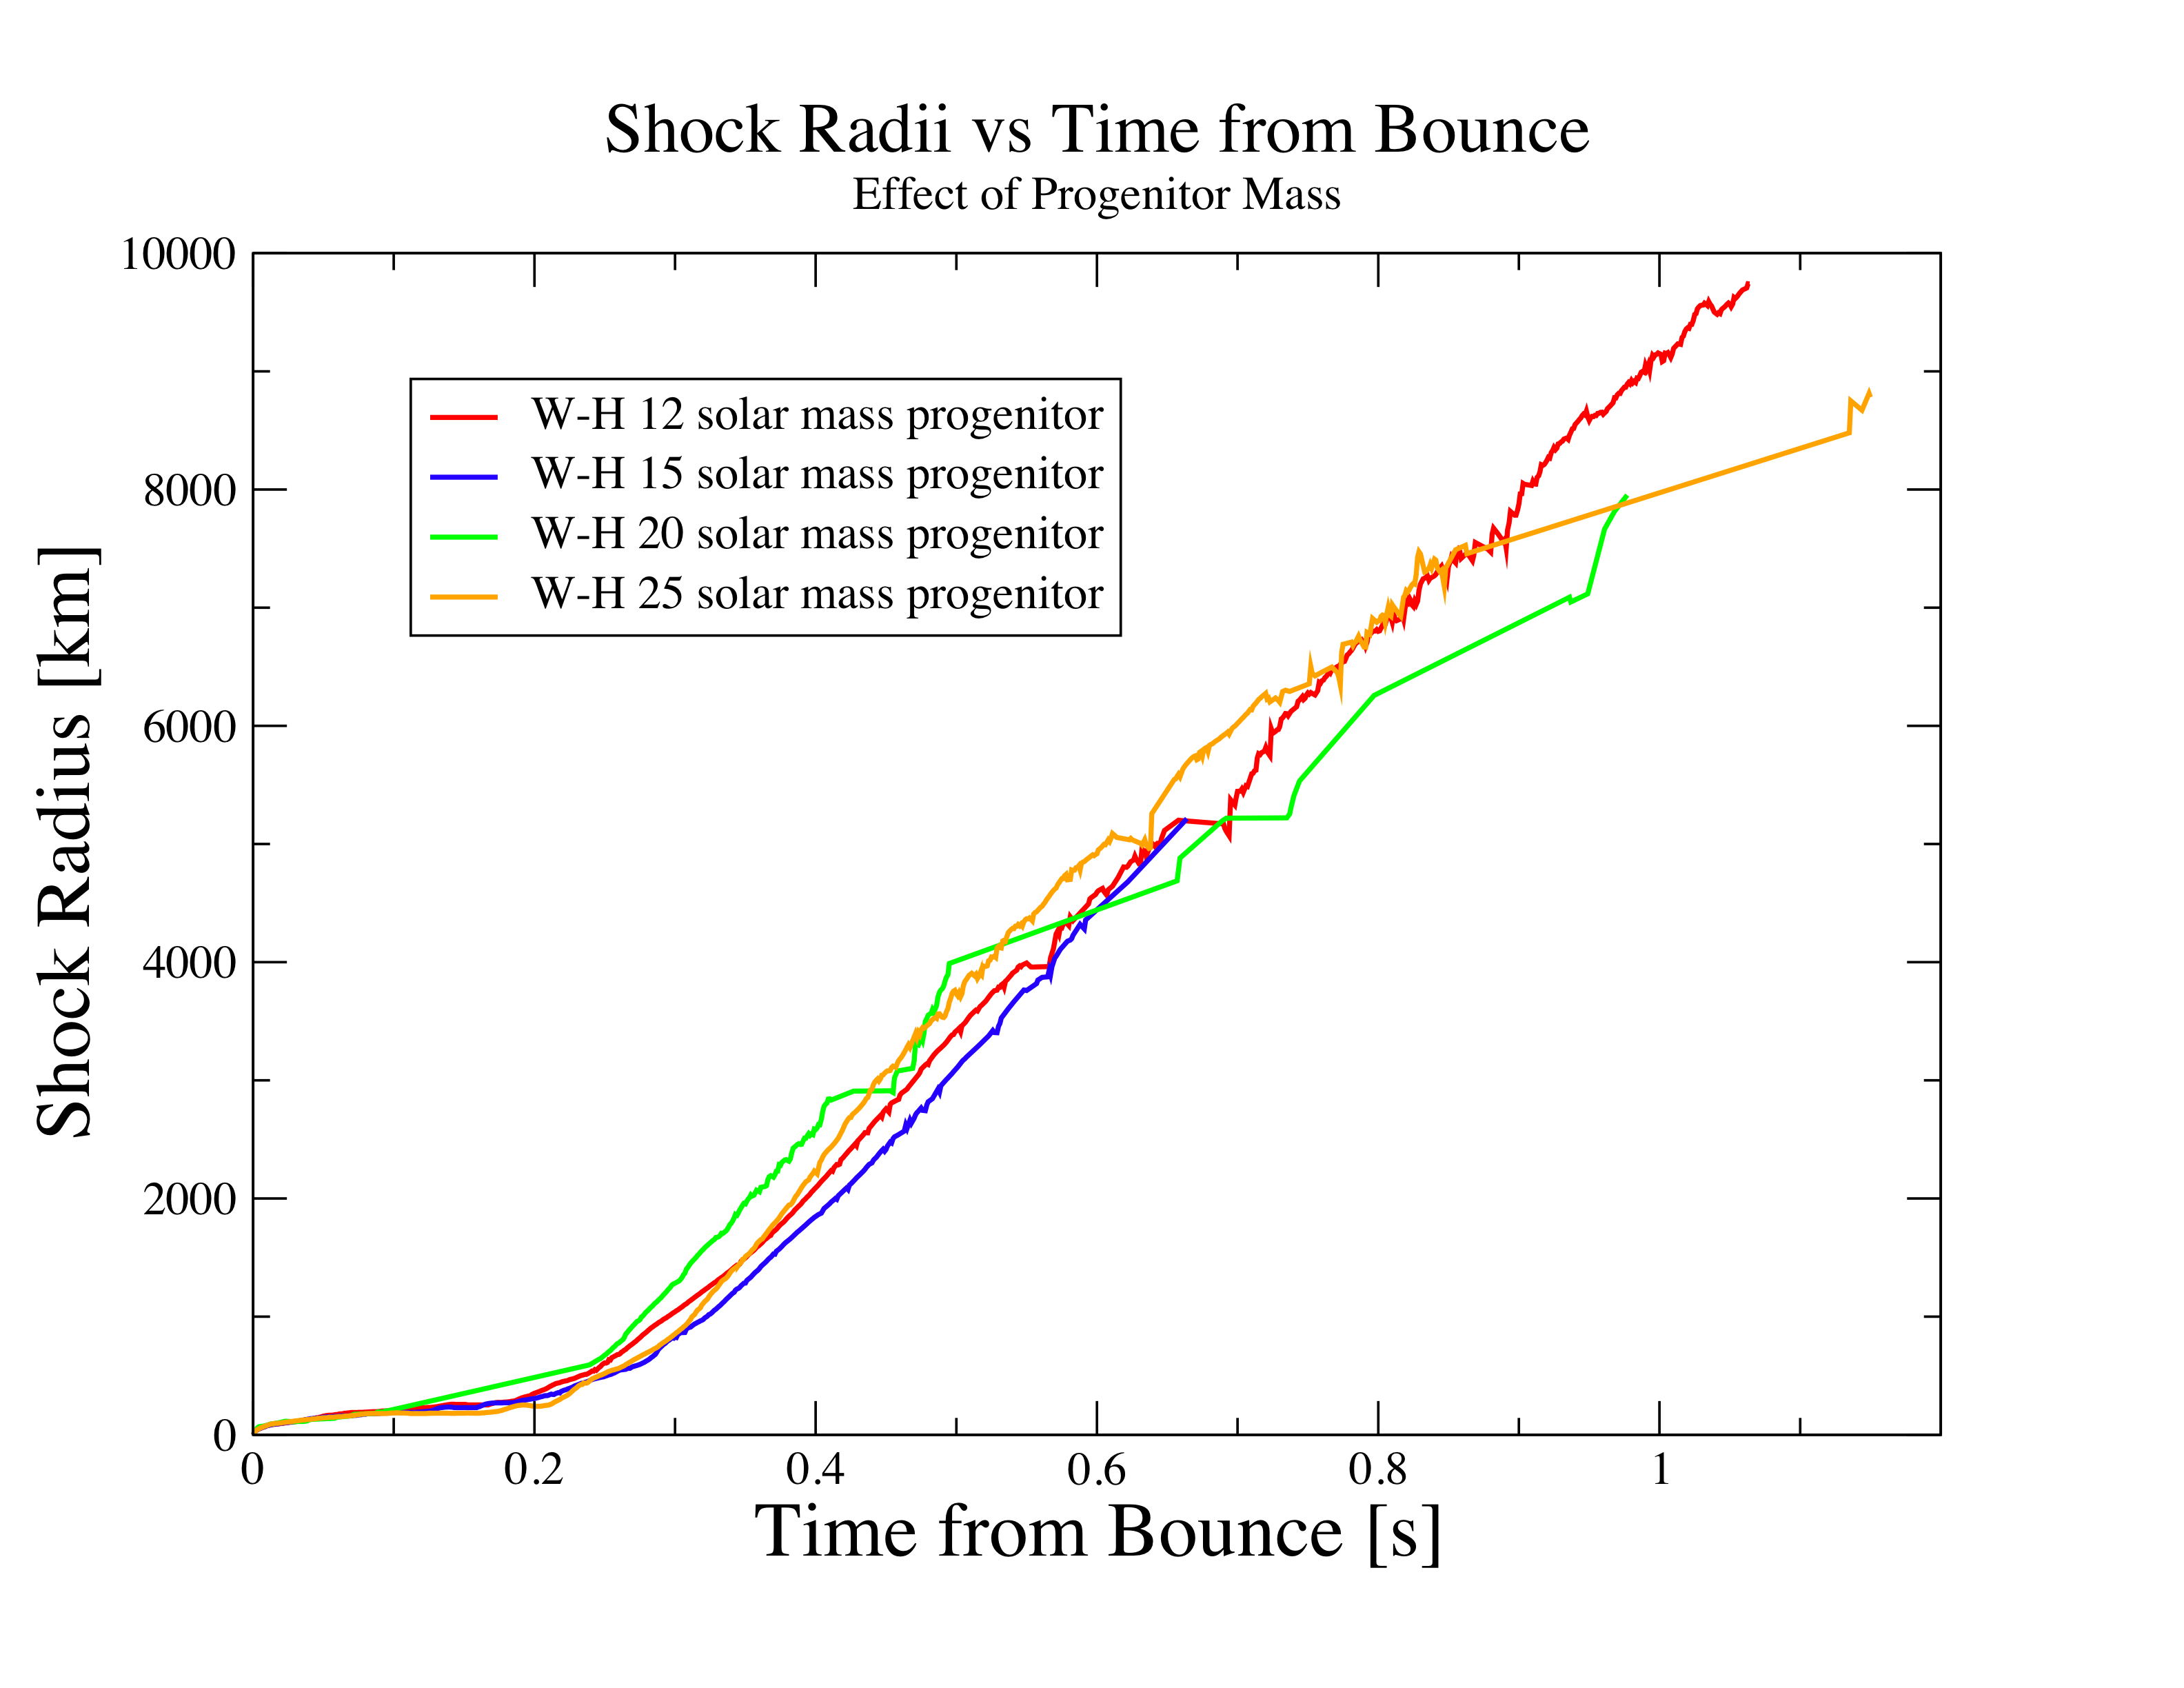 Shock Radii vs Time from Bounce
Effect of Progenitor Mass
10000
8000
6000
4000
2000
0
Shock Radius [km]
W-H 12 solar mass progenitor
W-H 15 solar mass progenitor
W-H 20 solar mass progenitor
W-H 25 solar mass progenitor
0 0.2 0.4 0.6 0.8 1
Time from Bounce [s]